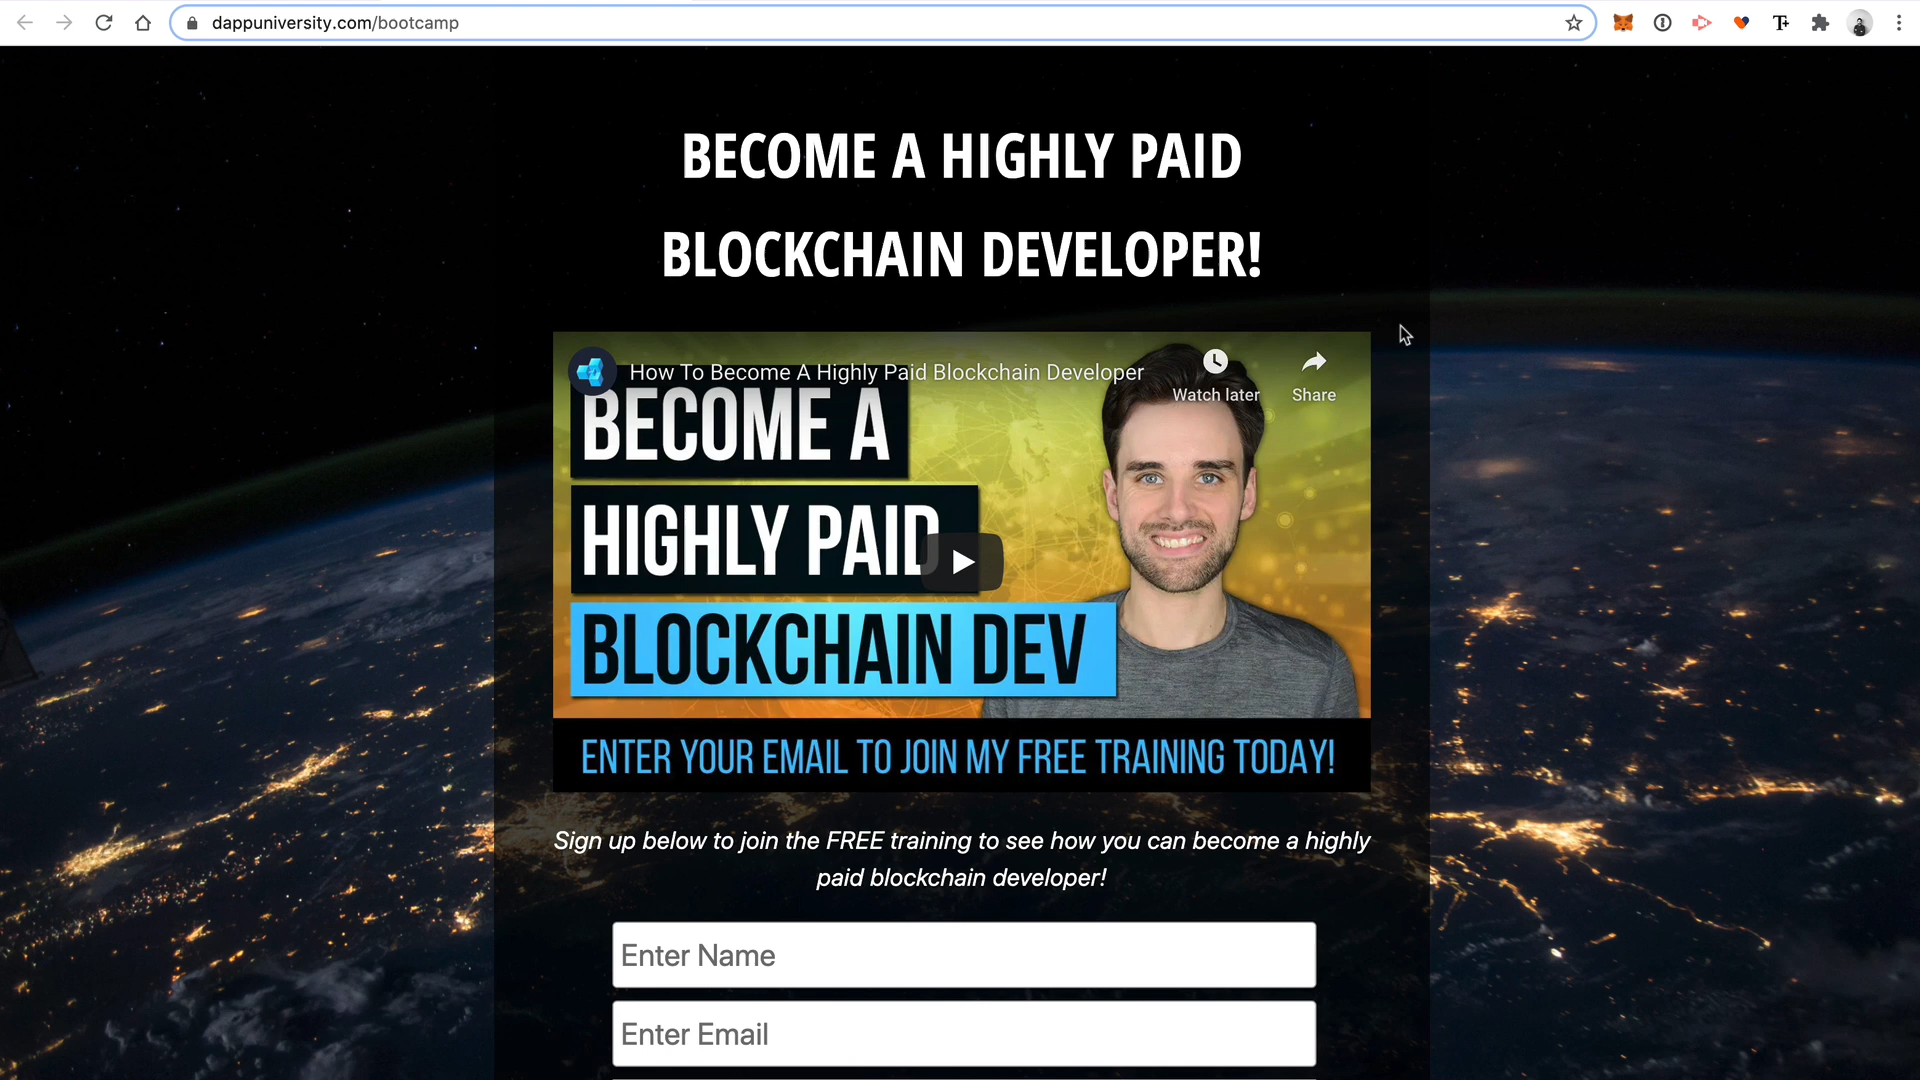 dappuniversity.com/bootcamp
BECOME A HIGHLY PAID
BLOCKCHAIN DEVELOPER!
How To Become A Highly Paid Blockchain Developer
Watch later
Share
BECOME A
HIGHLY PAID
BLOCKCHAIN DEV
ENTER YOUR EMAIL TO JOIN MY FREE TRAINING TODAY!
Sign up below to join the FREE training to see how you can become a highly
paid blockchain developer!
Enter Name
Enter Email